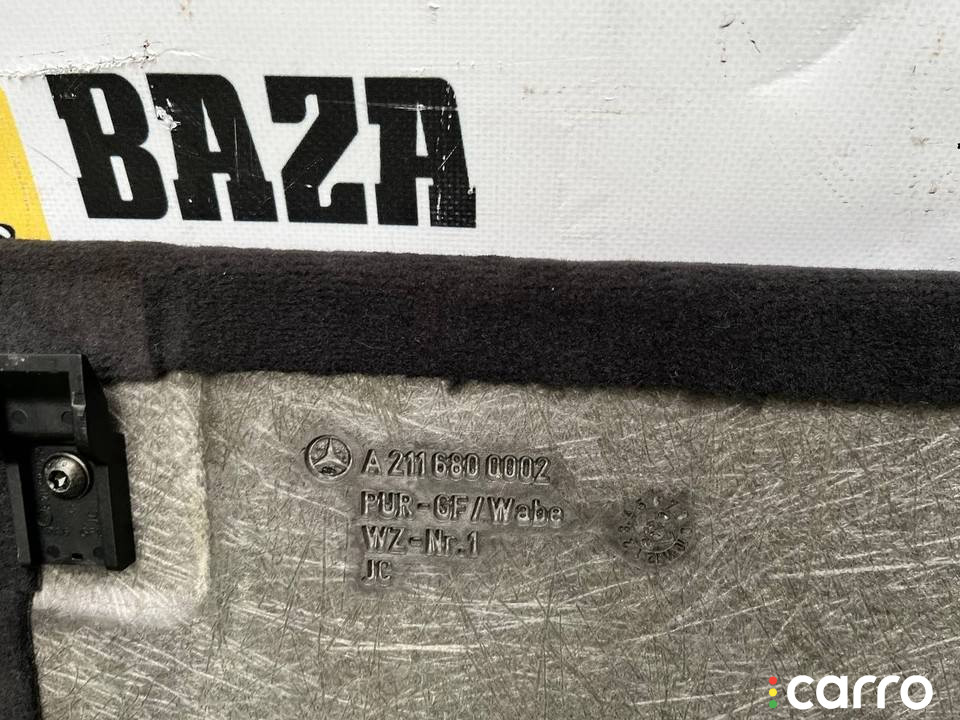 BAZA
A 211 680 0002
PUR-GF/Wabe
WZ-Nr.1
JC
carro